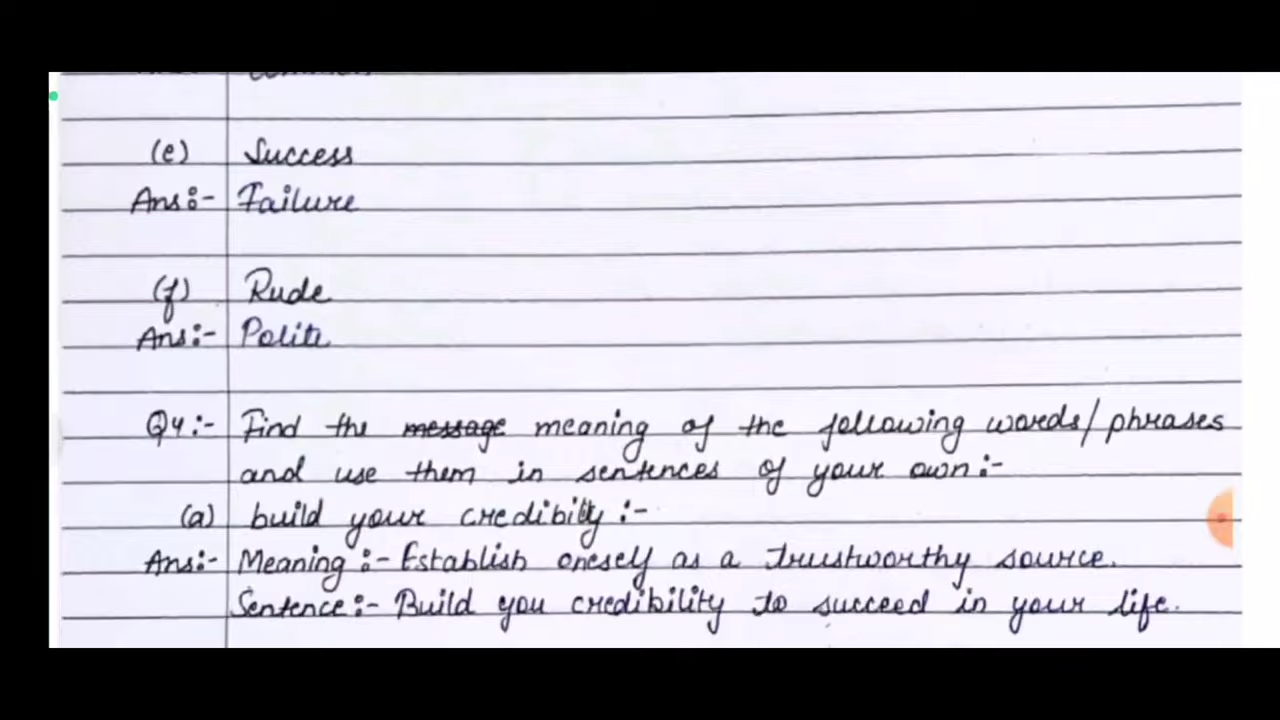 (e) Success
Ans:- Failure
(f) Rude
Ans:- Polite
Q4:- Find the message meaning of the following words/phrases
and use them in sentences of your own:-
(a) build your credibilty :-
Ans:- Meaning :- Establish oneself as a trustworthy source.
Sentence:- Build you credibility to succeed in your life.